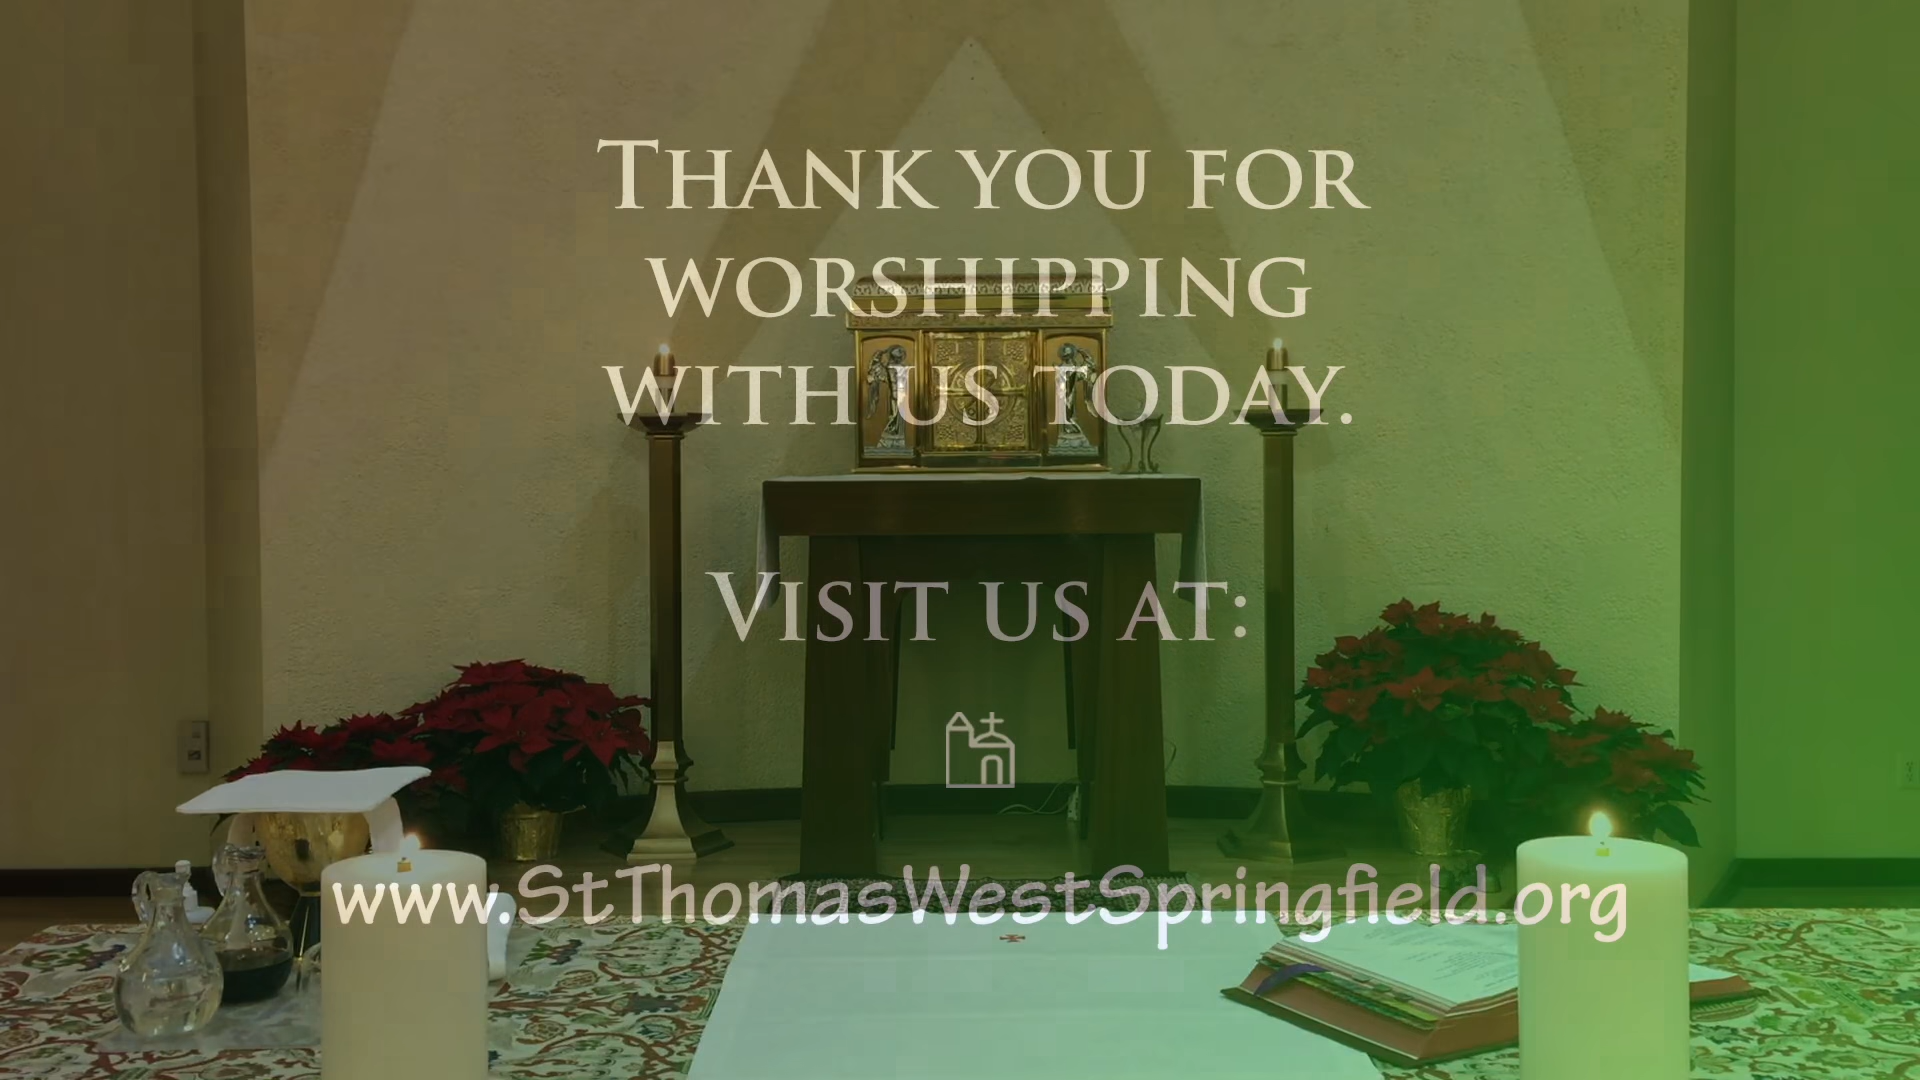 Thank you for
worshipping
with us today.
Visit us at:
www.StThomasWestSpringfield.org